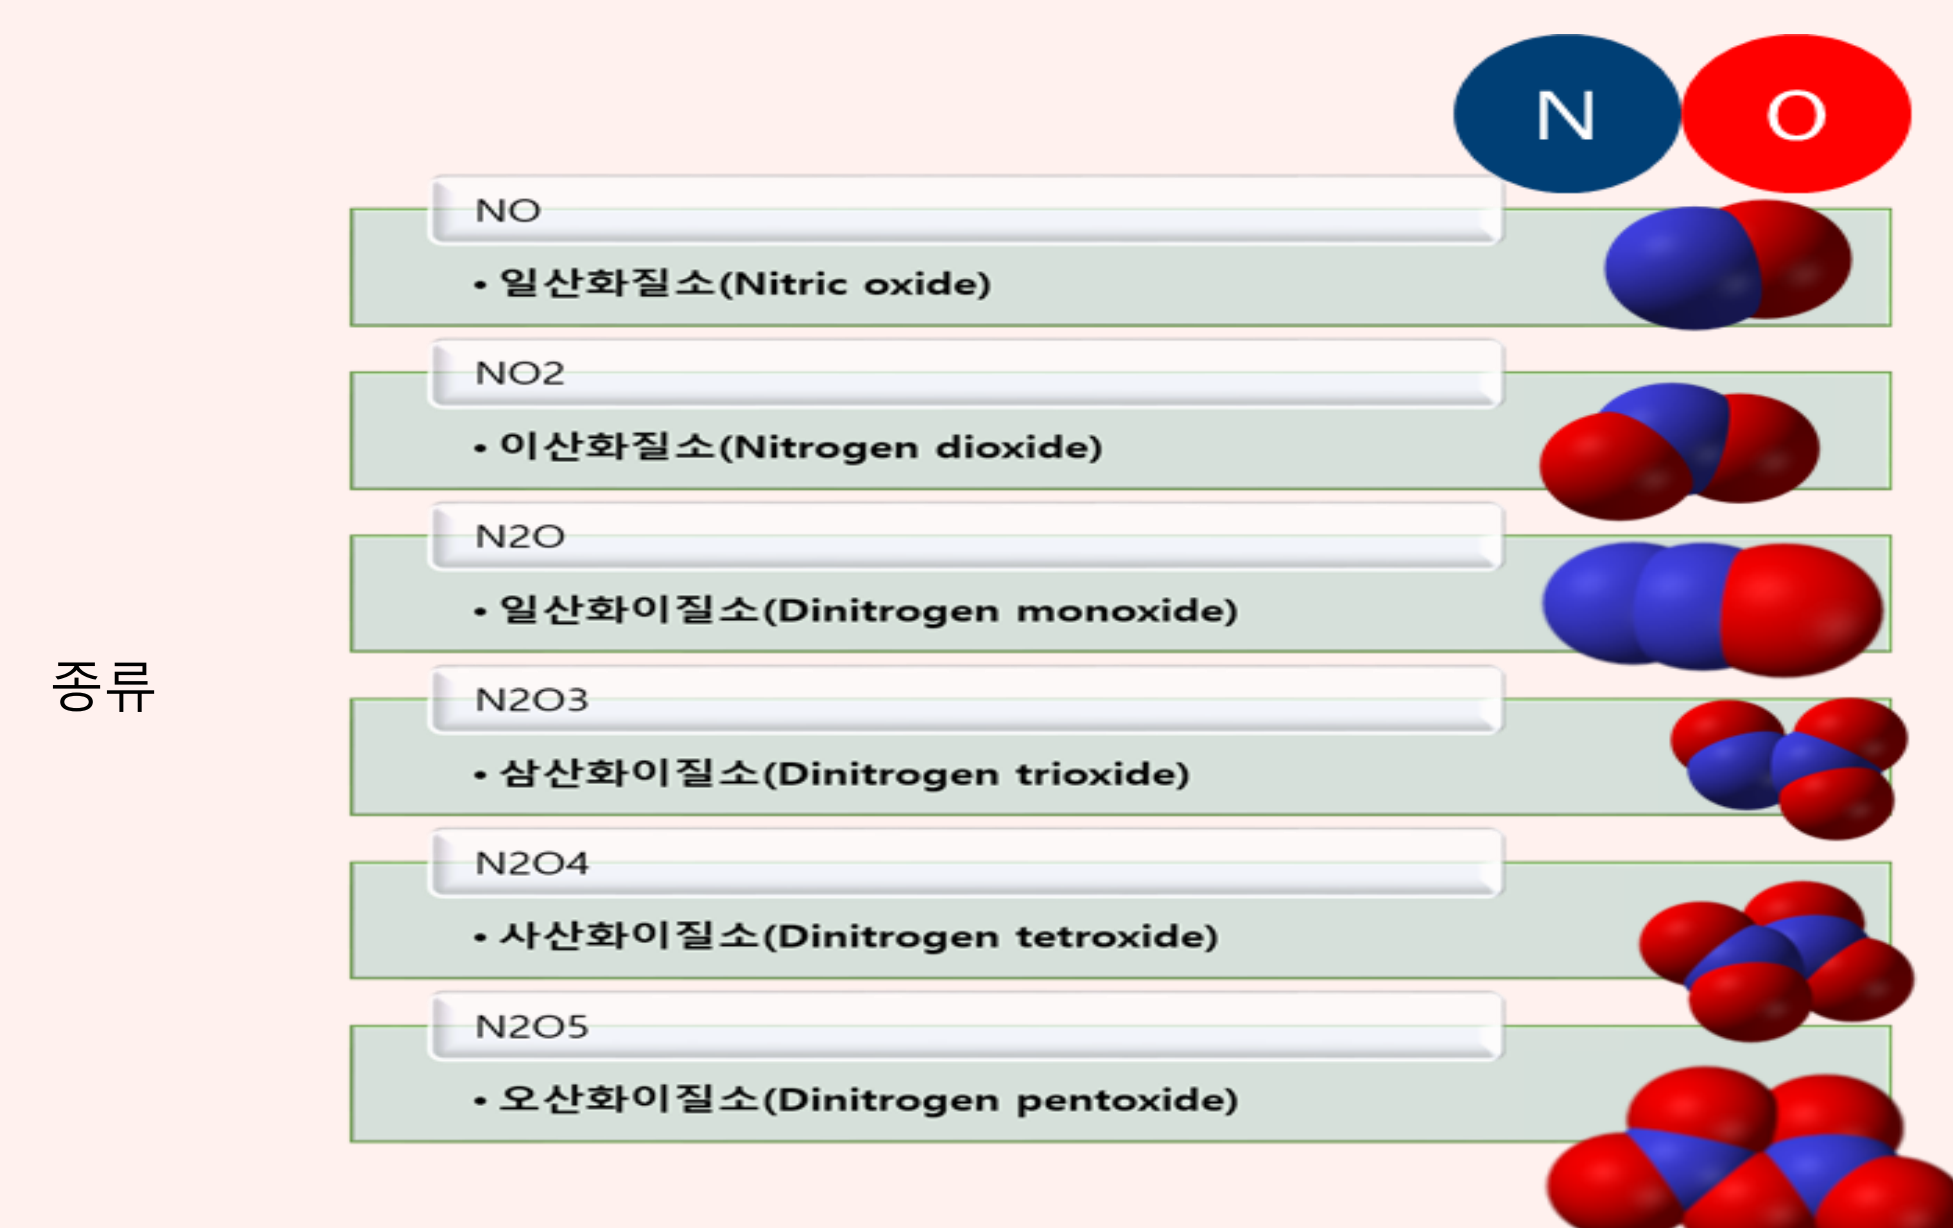 N O
NO
• 일산화질소(Nitric oxide)
NO2
• 이산화질소(Nitrogen dioxide)
N2O
• 일산화이질소(Dinitrogen monoxide)
종류
N2O3
• 삼산화이질소(Dinitrogen trioxide)
N2O4
• 사산화이질소(Dinitrogen tetroxide)
N2O5
• 오산화이질소(Dinitrogen pentoxide)